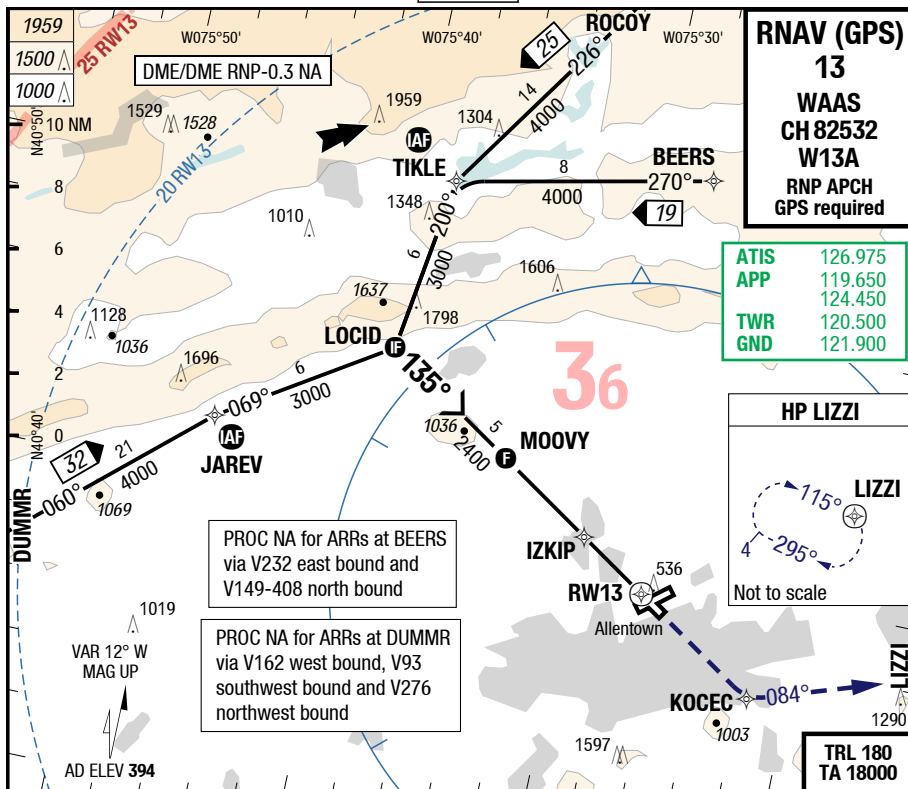 1959
1500
1000
25 RW13
20 RW13
10 NM
N40°50'
8
6
4
2
0
N40°40'
W075°50'
W075°40'
W075°30'
DME/DME RNP-0.3 NA
ROCOY
25
226°
14
4000
1529
1528
1959
1304
IAF
TIKLE
BEERS
8
4000
270°
19
1348
200°
6
3000
1010
1606
1637
1798
1128
1036
LOCID
IF
135°
1696
6
069°
3000
IAF
JAREV
32
21
060°
4000
1069
DUMMR
36
1036
5
2400
MOOVY
F
IZKIP
RW13
536
Allentown
KOCEC
084°
LIZZI
1290
1003
1597
1019
VAR 12° W
MAG UP
AD ELEV 394
PROC NA for ARRs at BEERS
via V232 east bound and
V149-408 north bound
PROC NA for ARRs at DUMMR
via V162 west bound, V93
southwest bound and V276
northwest bound
RNAV (GPS)
13
WAAS
CH 82532
W13A
RNP APCH
GPS required
ATIS 126.975
APP 119.650
124.450
TWR 120.500
GND 121.900
HP LIZZI
115°
LIZZI
4
295°
Not to scale
TRL 180
TA 18000